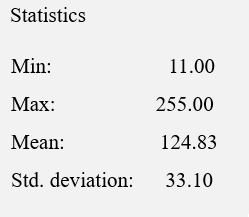 Statistics
Min: 11.00
Max: 255.00
Mean: 124.83
Std. deviation: 33.10